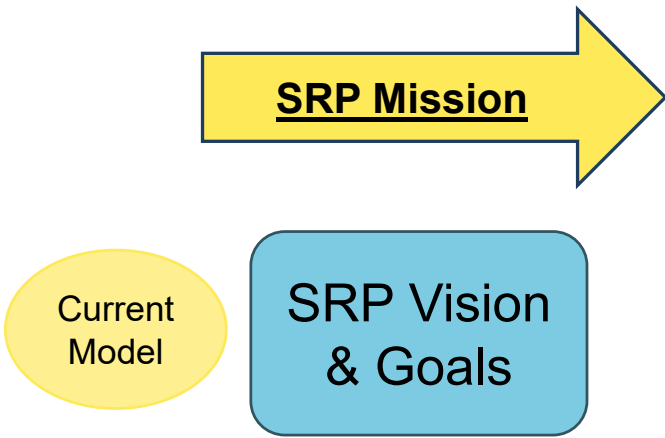 SRP Mission
Current
Model
SRP Vision
& Goals